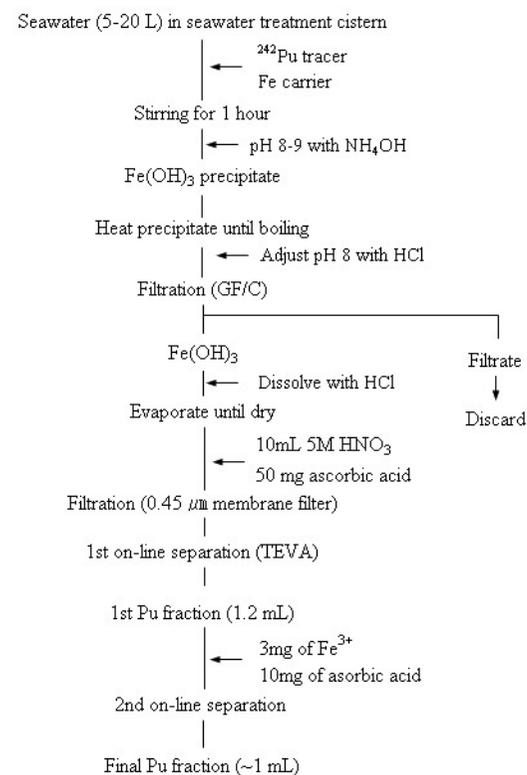 Seawater (5-20 L) in seawater treatment cistern
²⁴²Pu tracer
Fe carrier
Stirring for 1 hour
pH 8-9 with NH₄OH
Fe(OH)₃ precipitate
Heat precipitate until boiling
Adjust pH 8 with HCl
Filtration (GF/C)
Fe(OH)₃
Filtrate
Dissolve with HCl
Discard
Evaporate until dry
10mL 5M HNO₃
50 mg ascorbic acid
Filtration (0.45 ㎛ membrane filter)
1st on-line separation (TEVA)
1st Pu fraction (1.2 mL)
3mg of Fe³⁺
10mg of asorbic acid
2nd on-line separation
Final Pu fraction (~1 mL)